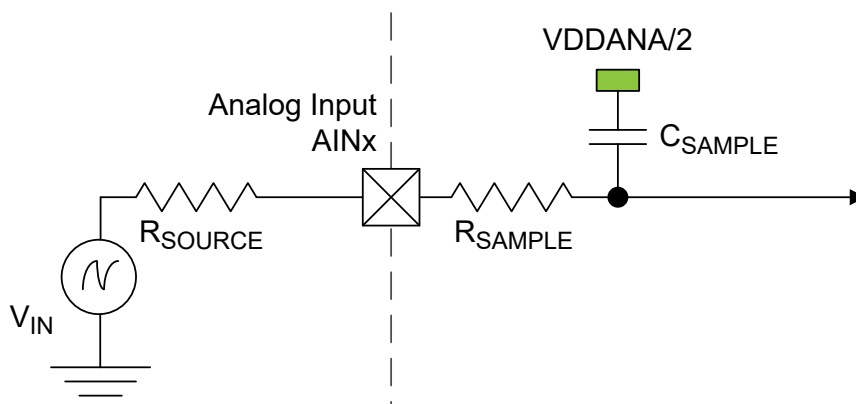 VDDANA/2
Analog Input
AINx
CSAMPLE
RSOURCE
RSAMPLE
VIN